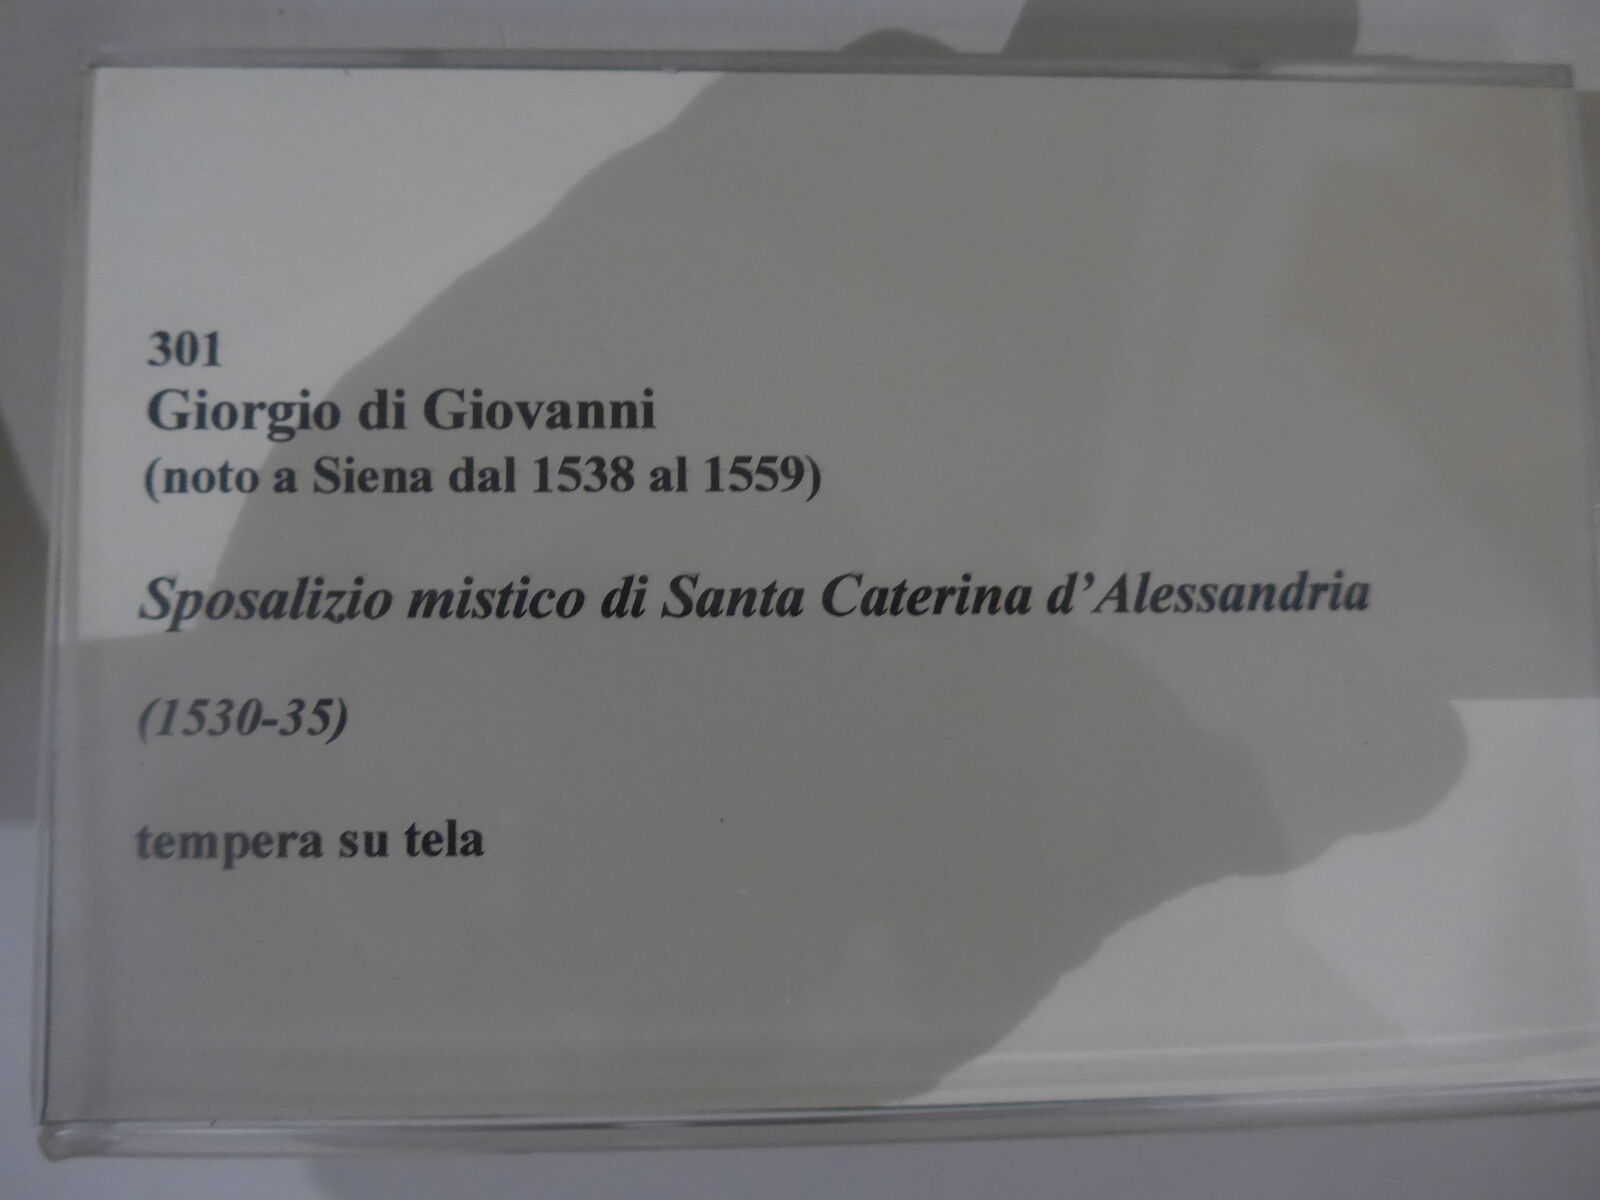 301
Giorgio di Giovanni
(noto a Siena dal 1538 al 1559)
Sposalizio mistico di Santa Caterina d’Alessandria
(1530-35)
tempera su tela